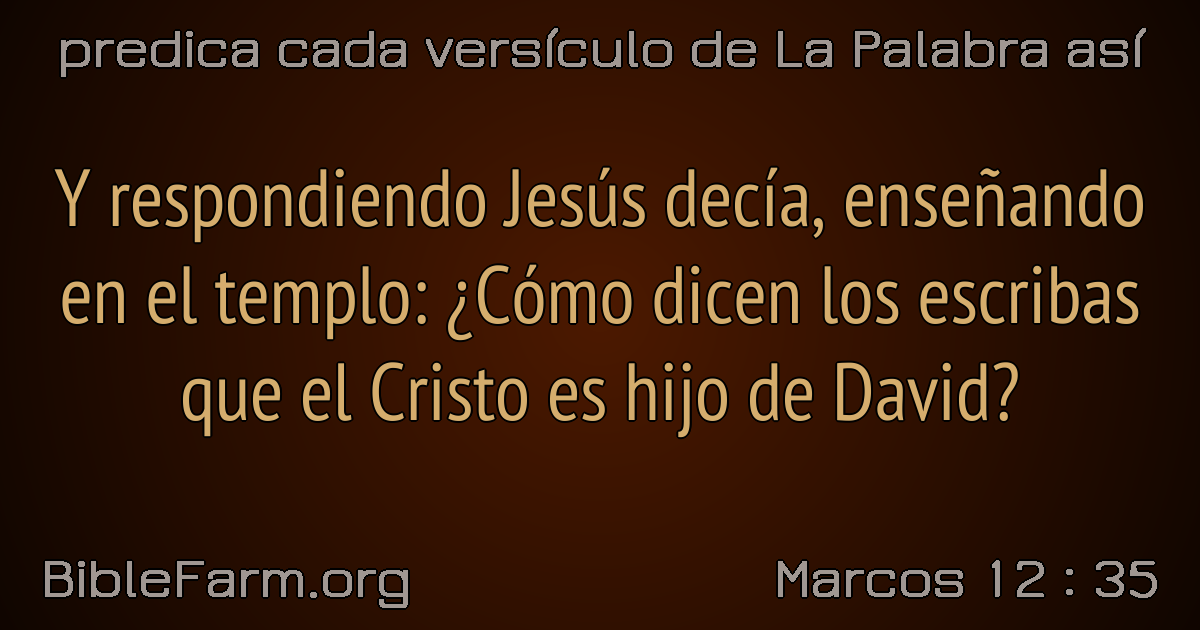 predica cada versículo de La Palabra así
Y respondiendo Jesús decía, enseñando
en el templo: ¿Cómo dicen los escribas
que el Cristo es hijo de David?
BibleFarm.org
Marcos 12 : 35